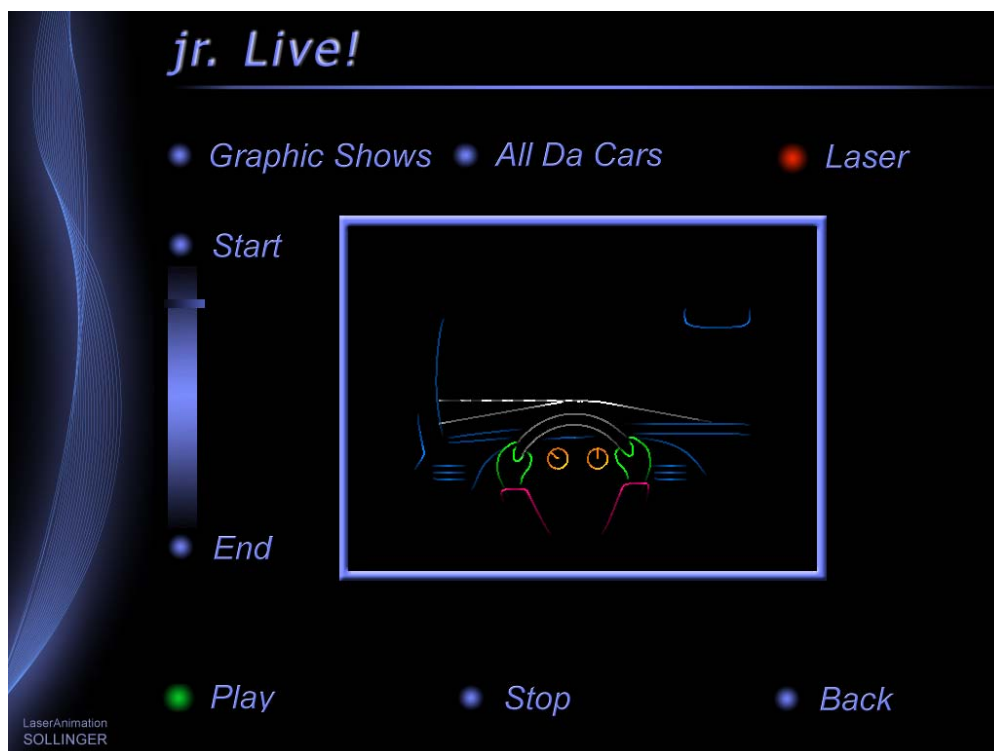 jr. Live!
Graphic Shows
All Da Cars
Laser
Start
End
Play
Stop
Back
LaserAnimation
SOLLINGER